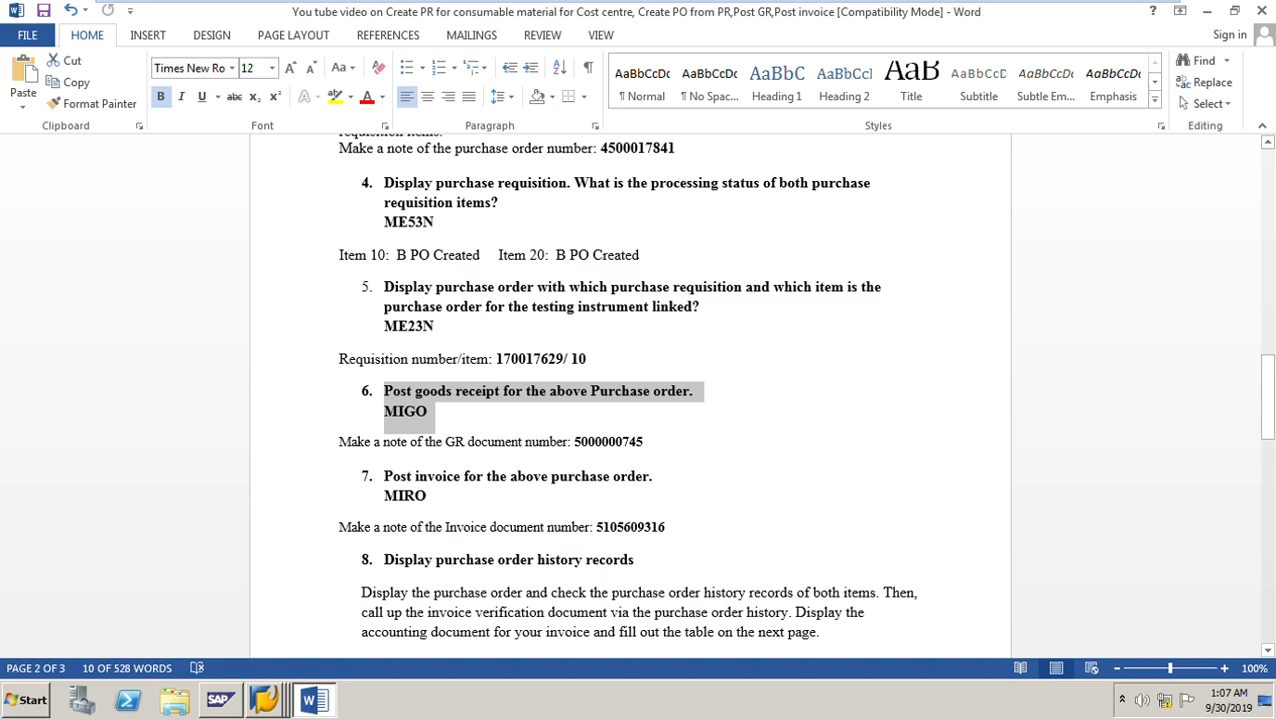 You tube video on Create PR for consumable material for Cost centre, Create PO from PR,Post GR,Post invoice [Compatibility Mode] - Word
FILE HOME INSERT DESIGN PAGE LAYOUT REFERENCES MAILINGS REVIEW VIEW Sign in
Paste
Cut
Copy
Format Painter
Clipboard
Times New Ro 12
Font
Paragraph
AaBbCcDc AaBbCcDc AaBbC AaBbCc AaB AaBbCcD AaBbCcDt AaBbCcDt
¶ Normal ¶ No Spac... Heading 1 Heading 2 Title Subtitle Subtle Em... Emphasis
Styles
Find
Replace
Select
Editing
requisition items.
Make a note of the purchase order number: 4500017841
4. Display purchase requisition. What is the processing status of both purchase
requisition items?
ME53N
Item 10: B PO Created Item 20: B PO Created
5. Display purchase order with which purchase requisition and which item is the
purchase order for the testing instrument linked?
ME23N
Requisition number/item: 170017629/ 10
6. Post goods receipt for the above Purchase order.
MIGO
Make a note of the GR document number: 5000000745
7. Post invoice for the above purchase order.
MIRO
Make a note of the Invoice document number: 5105609316
8. Display purchase order history records
Display the purchase order and check the purchase order history records of both items. Then,
call up the invoice verification document via the purchase order history. Display the
accounting document for your invoice and fill out the table on the next page.
PAGE 2 OF 3 10 OF 528 WORDS 100%
Start SAP 1:07 AM
9/30/2019